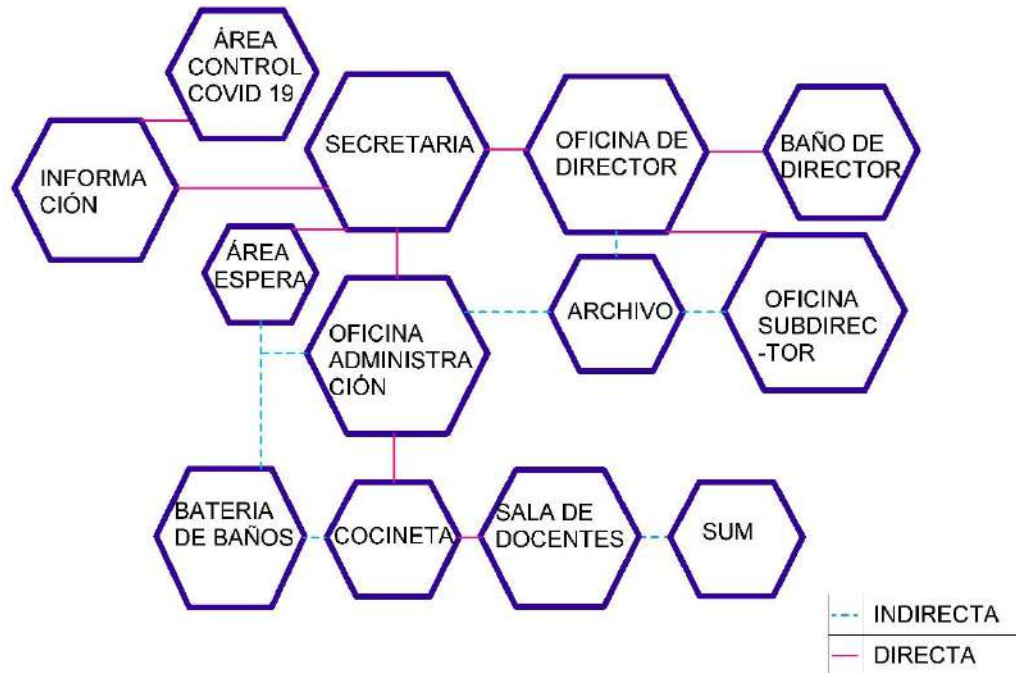 ÁREA
CONTROL
COVID 19
SECRETARIA
OFICINA DE
DIRECTOR
BAÑO DE
DIRECTOR
INFORMA
CIÓN
ÁREA
ESPERA
OFICINA
ADMINISTRA
CIÓN
ARCHIVO
OFICINA
SUBDIREC
-TOR
BATERIA
DE BAÑOS
COCINETA
SALA DE
DOCENTES
SUM
INDIRECTA
DIRECTA